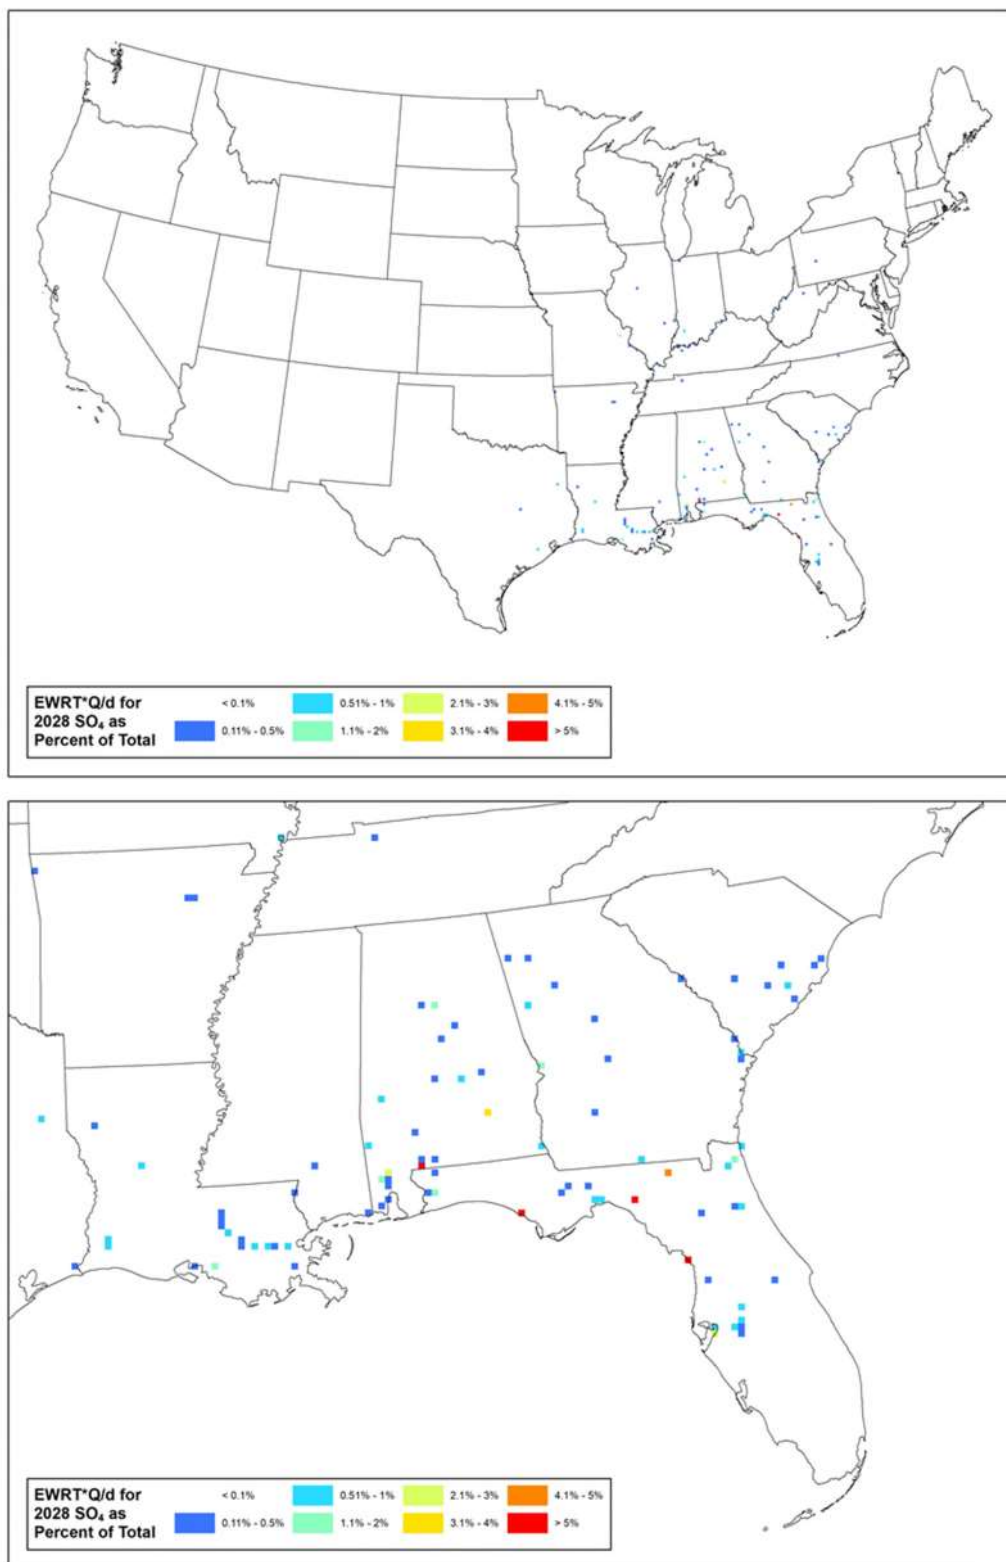 EWRT*Q/d for
2028 SO₄ as
Percent of Total
< 0.1%
0.51% - 1%
2.1% - 3%
4.1% - 5%
0.11% - 0.5%
1.1% - 2%
3.1% - 4%
> 5%
EWRT*Q/d for
2028 SO₄ as
Percent of Total
< 0.1%
0.51% - 1%
2.1% - 3%
4.1% - 5%
0.11% - 0.5%
1.1% - 2%
3.1% - 4%
> 5%